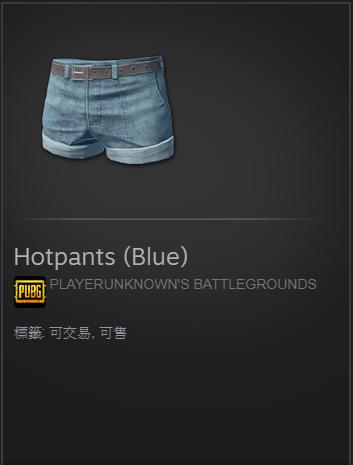 Hotpants (Blue)
PUBG
PLAYERUNKNOWN'S BATTLEGROUNDS
標籤: 可交易, 可售